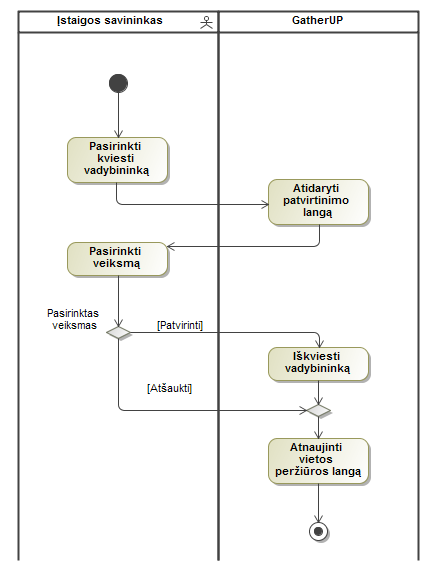 Įstaigos savininkas
GatherUP
Pasirinkti
kviesti
vadybininką
Atidaryti
patvirtinimo
langą
Pasirinkti
veiksmą
Pasirinktas
veiksmas
[Patvirinti]
Iškviesti
vadybininką
[Atšaukti]
Atnaujinti
vietos
peržiūros langą